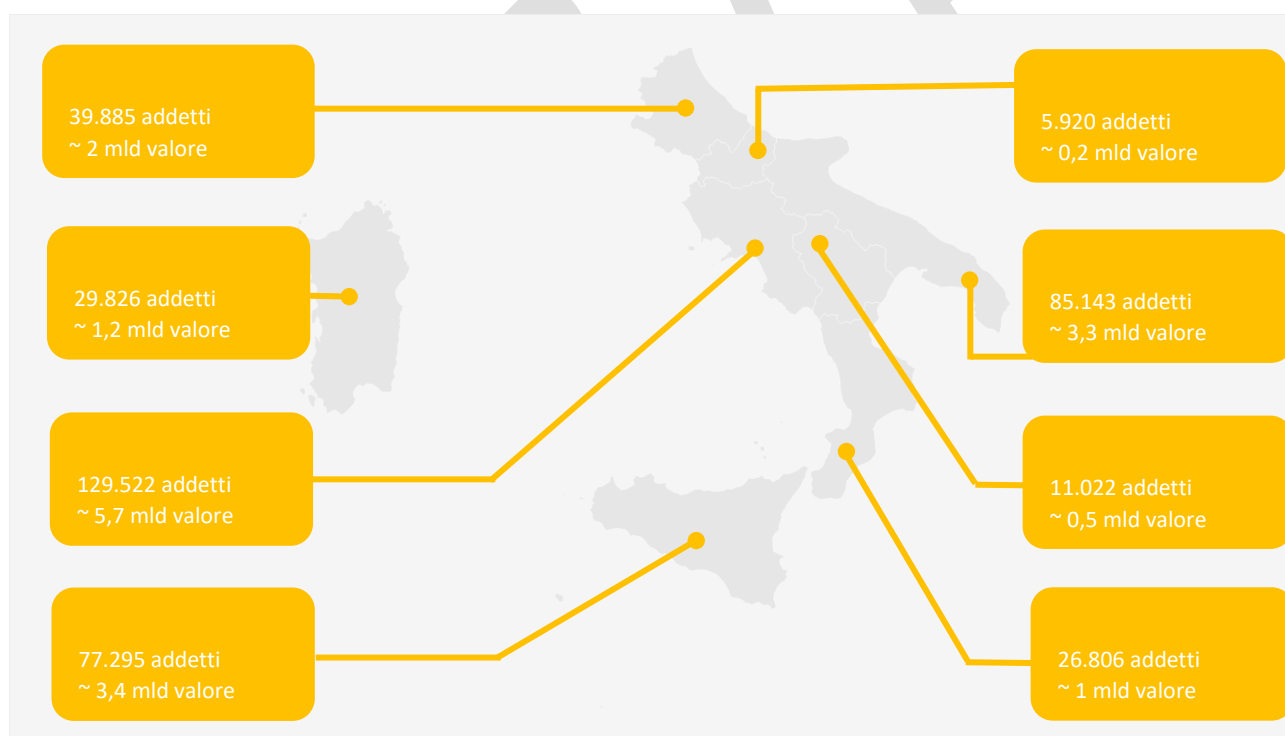 39.885 addetti
~ 2 mld valore
5.920 addetti
~ 0,2 mld valore
29.826 addetti
~ 1,2 mld valore
85.143 addetti
~ 3,3 mld valore
129.522 addetti
~ 5,7 mld valore
11.022 addetti
~ 0,5 mld valore
77.295 addetti
~ 3,4 mld valore
26.806 addetti
~ 1 mld valore